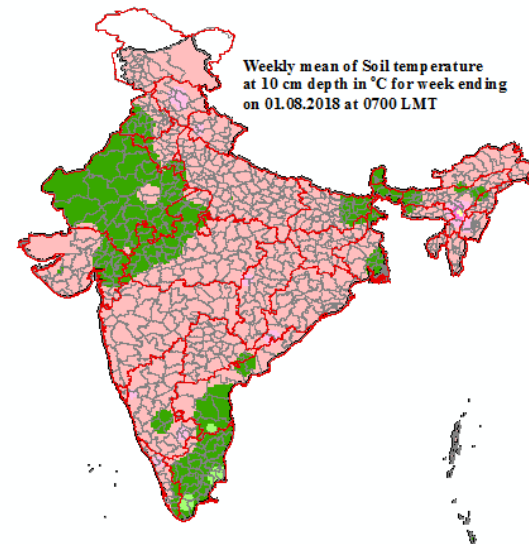 Weekly mean of Soil temperature
at 10 cm depth in °C for week ending
on 01.08.2018 at 0700 LMT